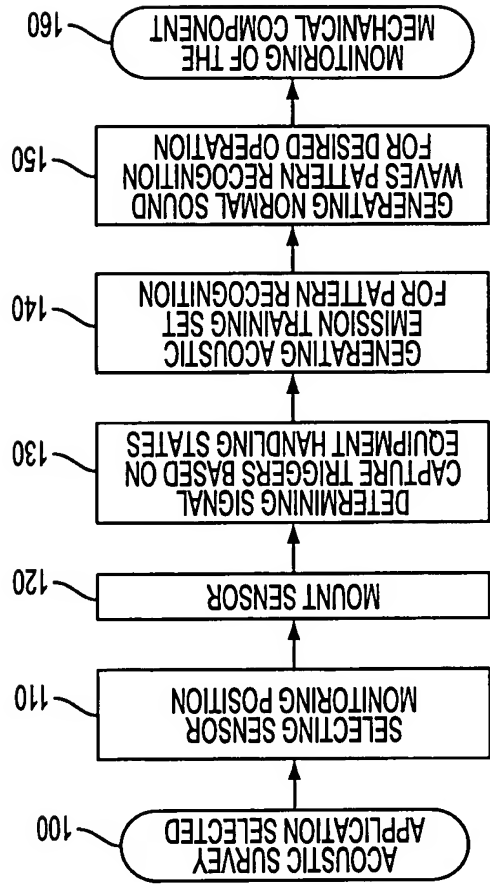 100
ACOUSTIC SURVEY
APPLICATION SELECTED
110
SELECTING SENSOR
MONITORING POSITION
120
MOUNT SENSOR
130
DETERMINING SIGNAL
CAPTURE TRIGGERS BASED ON
EQUIPMENT HANDLING STATES
140
GENERATING ACOUSTIC
EMISSION TRAINING SET
FOR PATTERN RECOGNITION
150
GENERATING NORMAL SOUND
WAVES PATTERN RECOGNITION
FOR DESIRED OPERATION
160
MONITORING OF THE
MECHANICAL COMPONENT